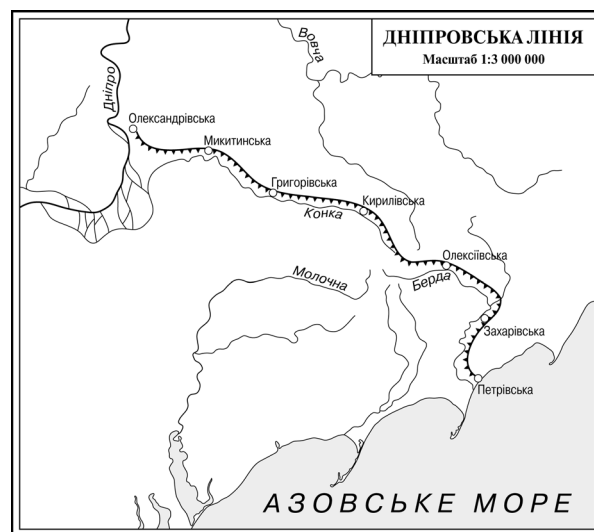 ДНІПРОВСЬКА ЛІНІЯ
Масштаб 1:3 000 000
Вовча
Дніпро
Олександрівська
Микитинська
Григорівська
Кирилівська
Конка
Олексіївська
Молочна
Берда
Захарівська
Петрівська
АЗОВСЬКЕ МОРЕ